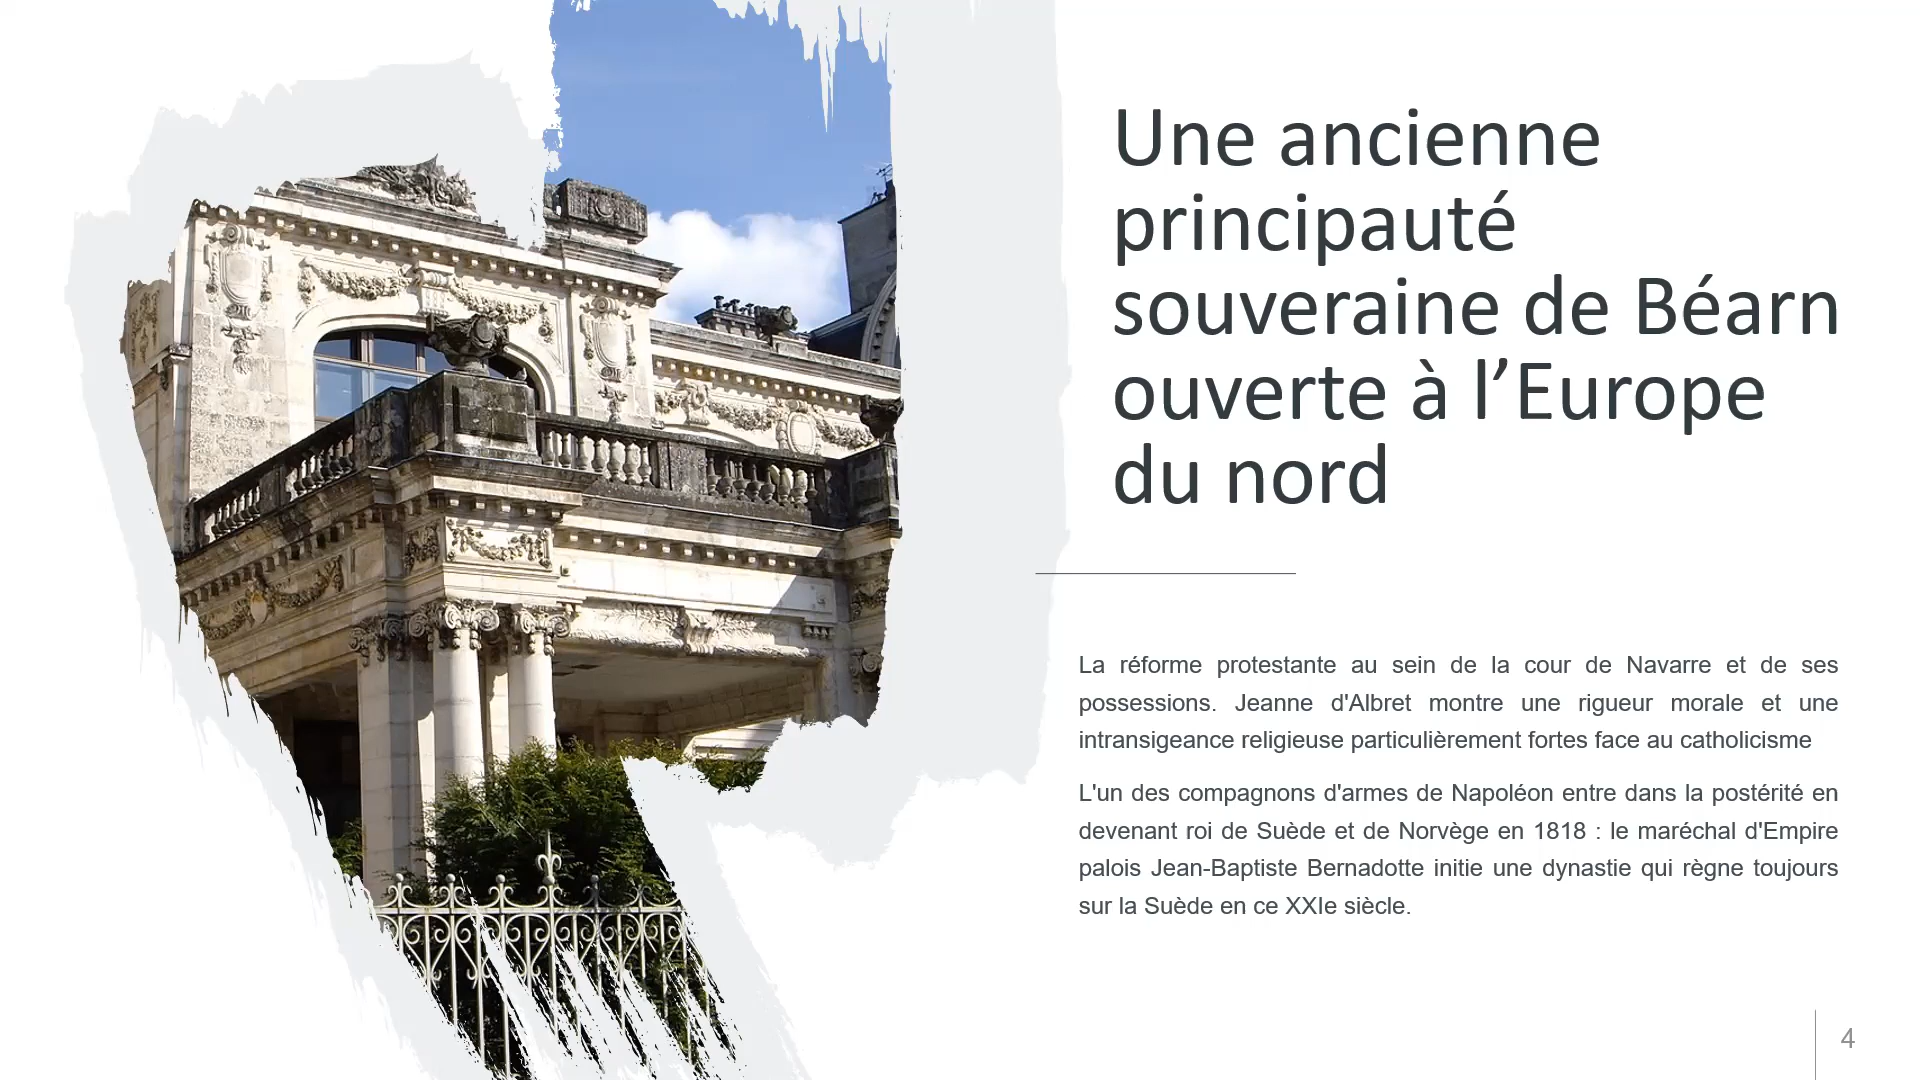 Une ancienne
principauté
souveraine de Béarn
ouverte à l’Europe
du nord
La réforme protestante au sein de la cour de Navarre et de ses
possessions. Jeanne d'Albret montre une rigueur morale et une
intransigeance religieuse particulièrement fortes face au catholicisme
L'un des compagnons d'armes de Napoléon entre dans la postérité en
devenant roi de Suède et de Norvège en 1818 : le maréchal d'Empire
palois Jean-Baptiste Bernadotte initie une dynastie qui règne toujours
sur la Suède en ce XXIe siècle.
4